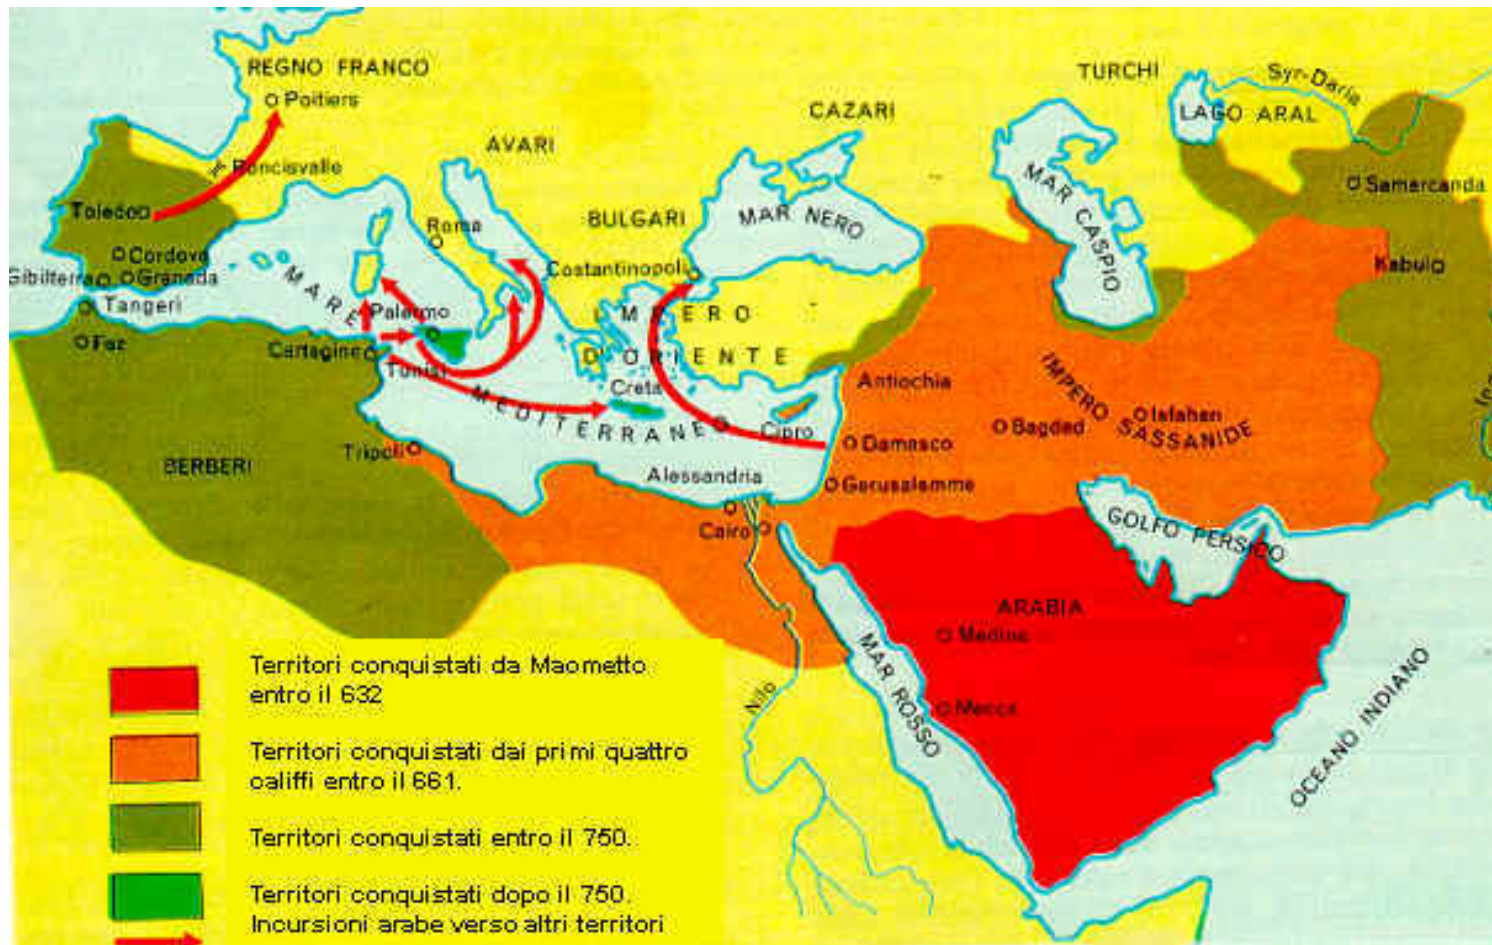 REGNO FRANCO
Poitiers
Roncisvalle
AVARI
CAZARI
TURCHI
Syr-Daria
LAGO ARAL
Samarcanda
Kabul
MAR CASPIO
MAR NERO
BULGARI
Costantinopoli
Roma
Toledo
Cordova
Gibilterra
Granada
Tangeri
Fez
MARE MEDITERRANEO
Palermo
Cartagine
Tunisi
Creta
IMPERO
D'ORIENTE
Cipro
Antiochia
IMPERO SASSANIDE
Isfahan
Bagdad
Damasco
Gerusalemme
Tripoli
BERBERI
Alessandria
Cairo
GOLFO PERSICO
ARABIA
Medina
Mecca
MAR ROSSO
Nilo
OCEANO INDIANO
Territori conquistati da Maometto
entro il 632
Territori conquistati dai primi quattro
califfi entro il 661.
Territori conquistati entro il 750.
Territori conquistati dopo il 750.
Incursioni arabe verso altri territori